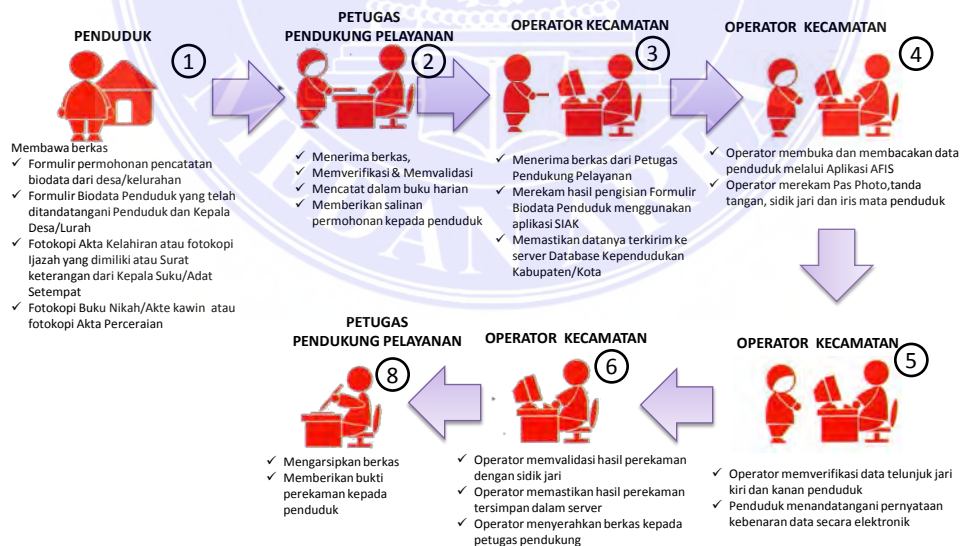 PENDUDUK
1
Membawa berkas
✓ Formulir permohonan pencatatan
biodata dari desa/kelurahan
✓ Formulir Biodata Penduduk yang telah
ditandatangani Penduduk dan Kepala
Desa/Lurah
✓ Fotokopi Akta Kelahiran atau fotokopi
Ijazah yang dimiliki atau Surat
keterangan dari Kepala Suku/Adat
Setempat
✓ Fotokopi Buku Nikah/Akte kawin atau
fotokopi Akta Perceraian
PETUGAS
PENDUKUNG PELAYANAN
2
✓ Menerima berkas,
✓ Memverifikasi & Memvalidasi
✓ Mencatat dalam buku harian
✓ Memberikan salinan
permohonan kepada penduduk
OPERATOR KECAMATAN
3
✓ Menerima berkas dari Petugas
Pendukung Pelayanan
✓ Merekam hasil pengisian Formulir
Biodata Penduduk menggunakan
aplikasi SIAK
✓ Memastikan datanya terkirim ke
server Database Kependudukan
Kabupaten/Kota
OPERATOR KECAMATAN
4
✓ Operator membuka dan membacakan data
penduduk melalui Aplikasi AFIS
✓ Operator merekam Pas Photo,tanda
tangan, sidik jari dan iris mata penduduk
OPERATOR KECAMATAN
5
✓ Operator memverifikasi data telunjuk jari
kiri dan kanan penduduk
✓ Penduduk menandatangani pernyataan
kebenaran data secara elektronik
OPERATOR KECAMATAN
6
✓ Operator memvalidasi hasil perekaman
dengan sidik jari
✓ Operator memastikan hasil perekaman
tersimpan dalam server
✓ Operator menyerahkan berkas kepada
petugas pendukung
PETUGAS
PENDUKUNG PELAYANAN
8
✓ Mengarsipkan berkas
✓ Memberikan bukti
perekaman kepada
penduduk